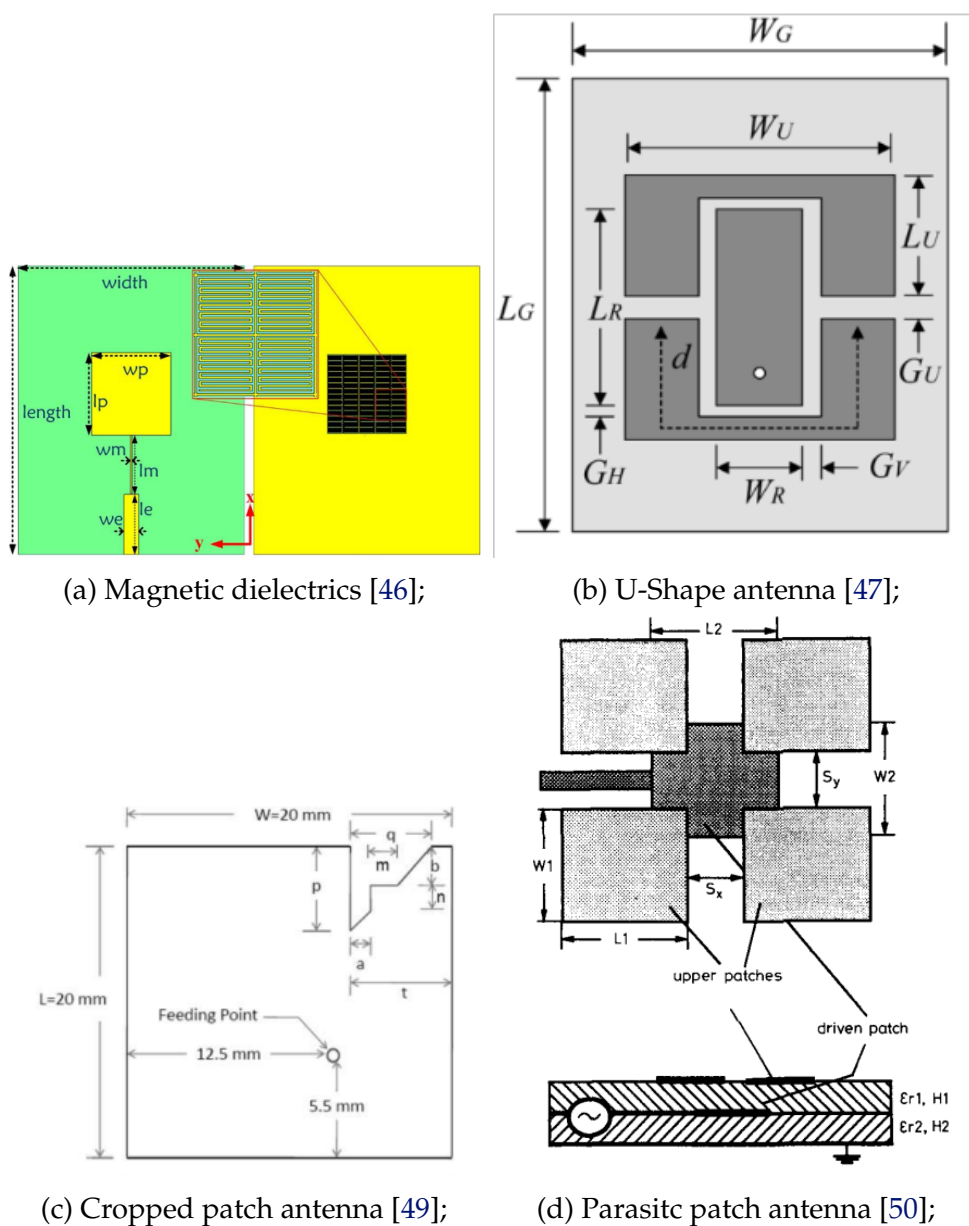 width
wp
lp
length
wm
lm
we
le
x
y
(a) Magnetic dielectrics [46];
WG
WU
LU
LG
LR
d
GU
GH
WR
GV
(b) U-Shape antenna [47];
W=20 mm
q
m
b
p
n
a
t
L=20 mm
Feeding Point
12.5 mm
5.5 mm
(c) Cropped patch antenna [49];
L2
Sy
W2
W1
Sx
L1
upper patches
driven patch
Ɛr1, H1
Ɛr2, H2
(d) Parasitc patch antenna [50];